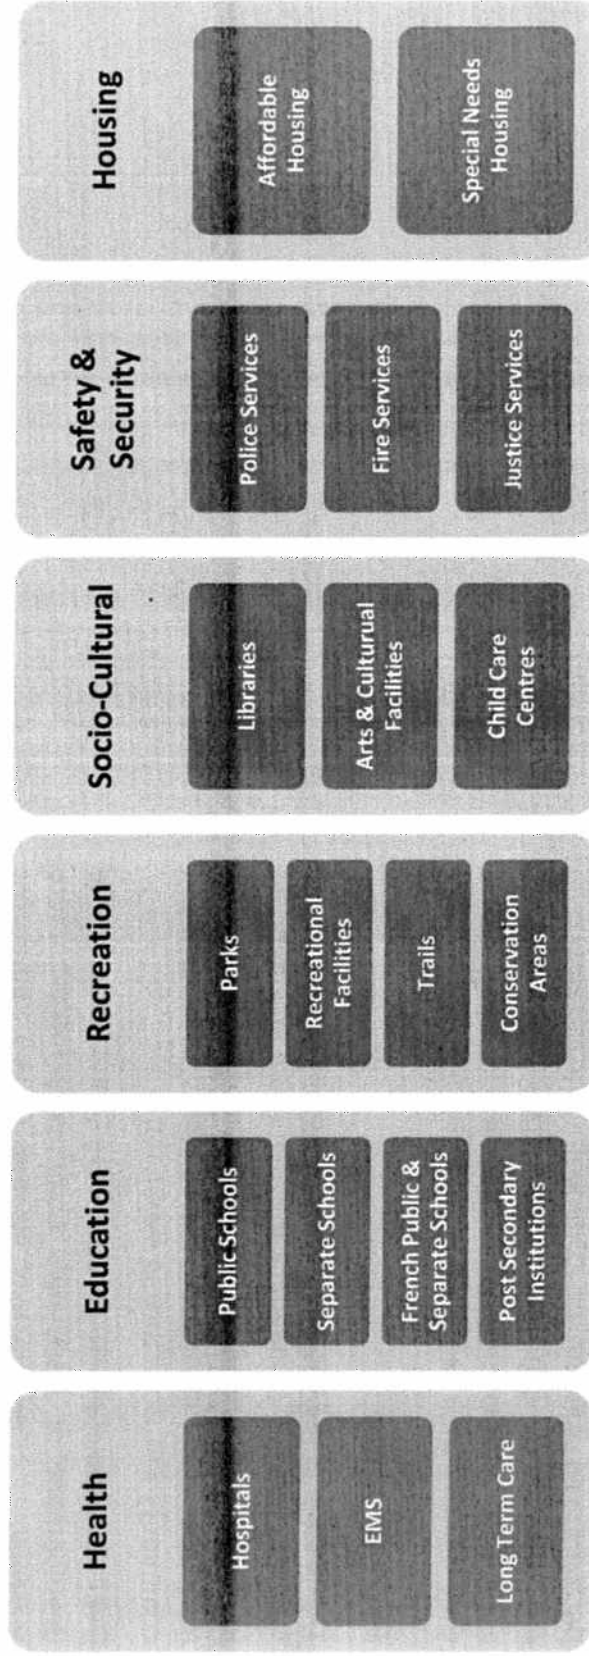 Health
Hospitals
EMS
Long Term Care
Education
Public Schools
Separate Schools
French Public &
Separate Schools
Post Secondary
Institutions
Recreation
Parks
Recreational
Facilities
Trails
Conservation
Areas
Socio-Cultural
Libraries
Arts & Cultural
Facilities
Child Care
Centres
Safety &
Security
Police Services
Fire Services
Justice Services
Housing
Affordable
Housing
Special Needs
Housing